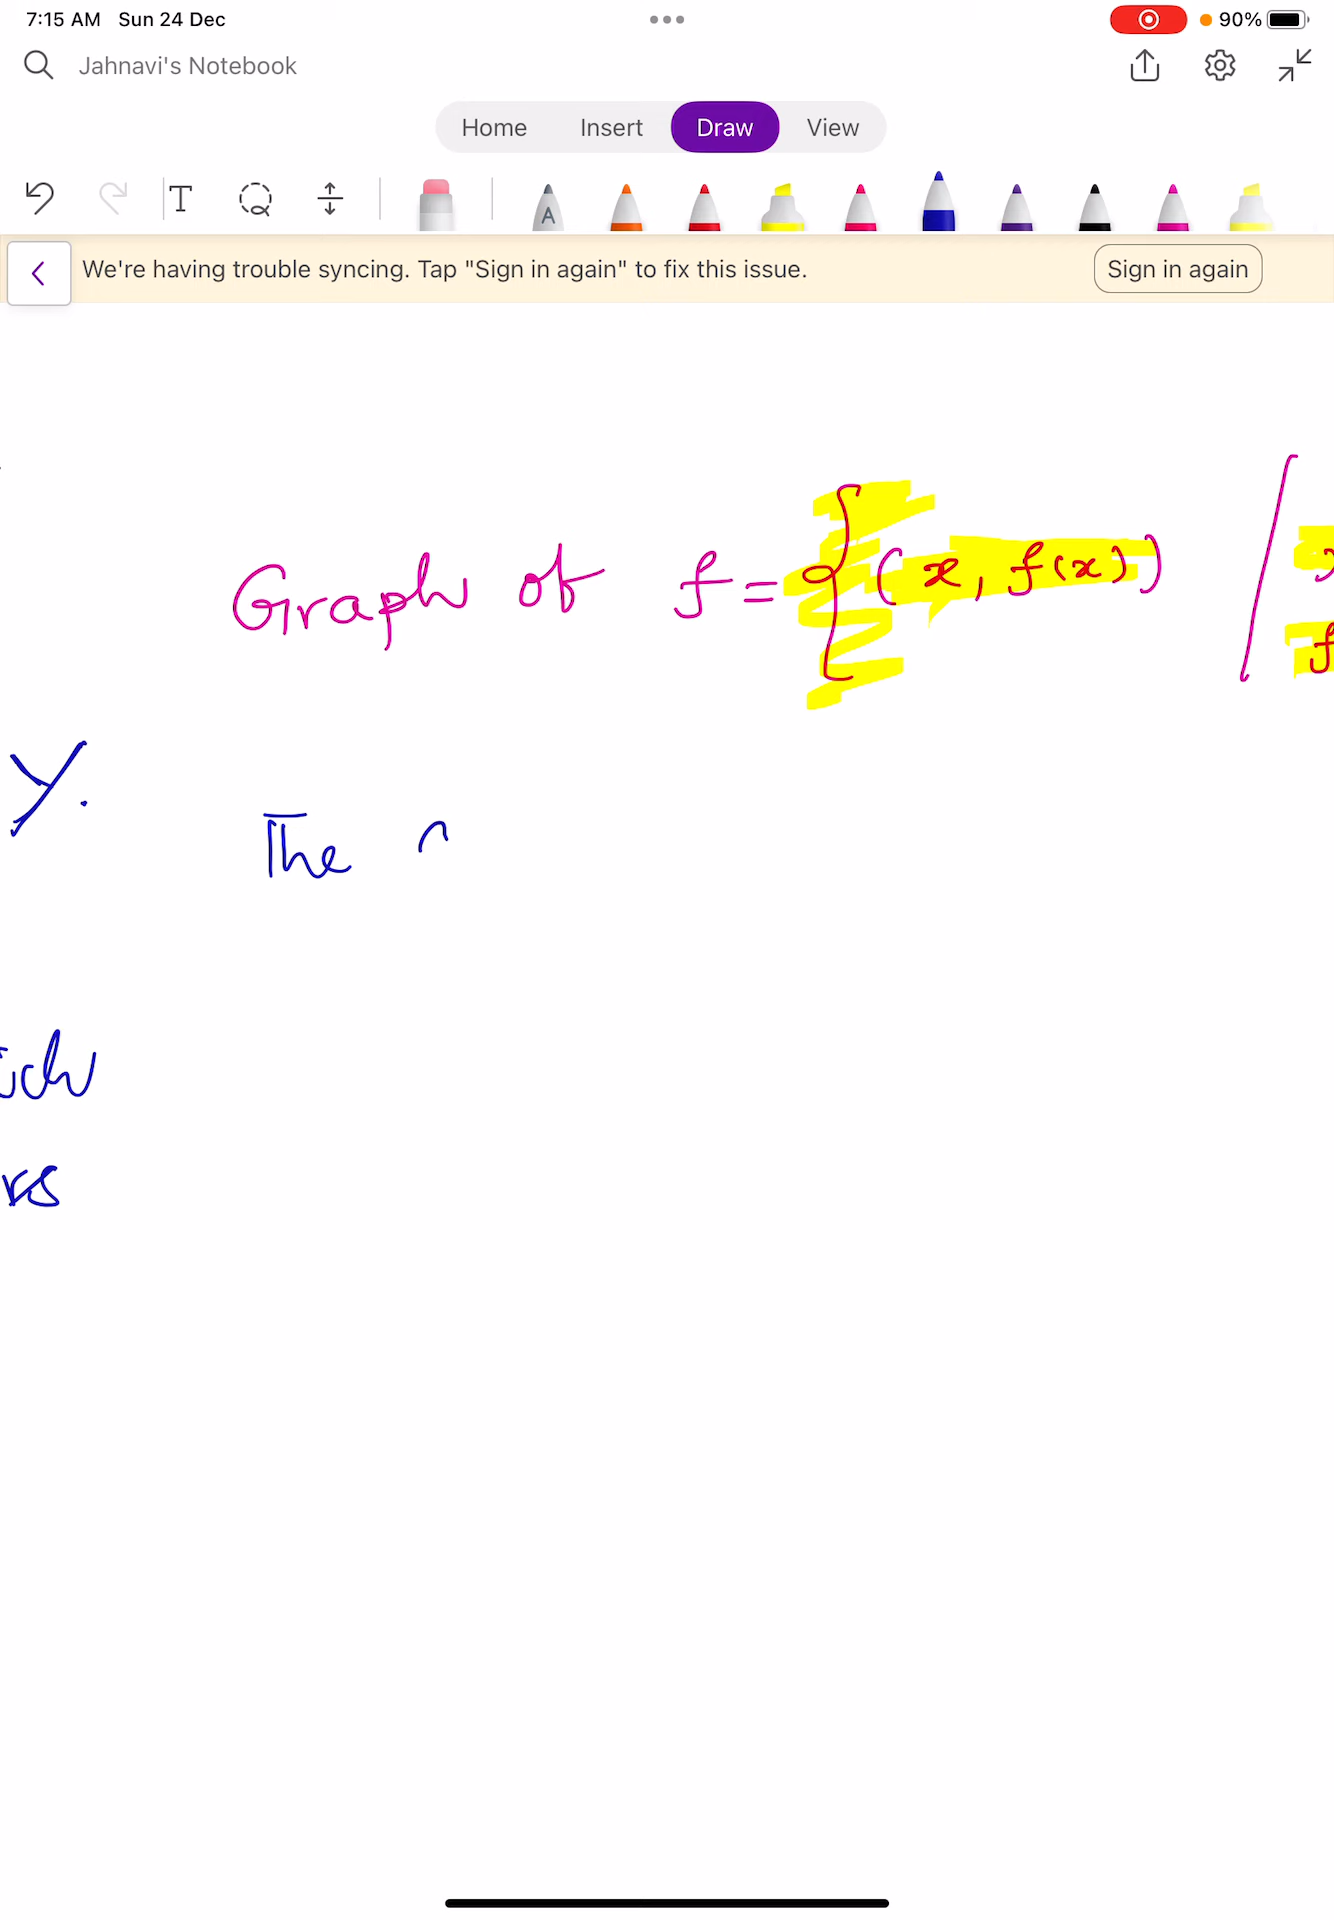 7:15 AM Sun 24 Dec 90%
Jahnavi's Notebook
Home Insert Draw View
T A
We're having trouble syncing. Tap "Sign in again" to fix this issue. Sign in again
Graph of f = { (x, f(x)) /
f
Y.
The